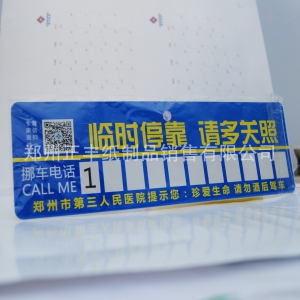 临时停靠 请多关照
郑州正丰纸制品销售有限公司
挪车电话
CALL ME 1
郑州市第三人民医院提示您：珍爱生命 请勿酒后驾车